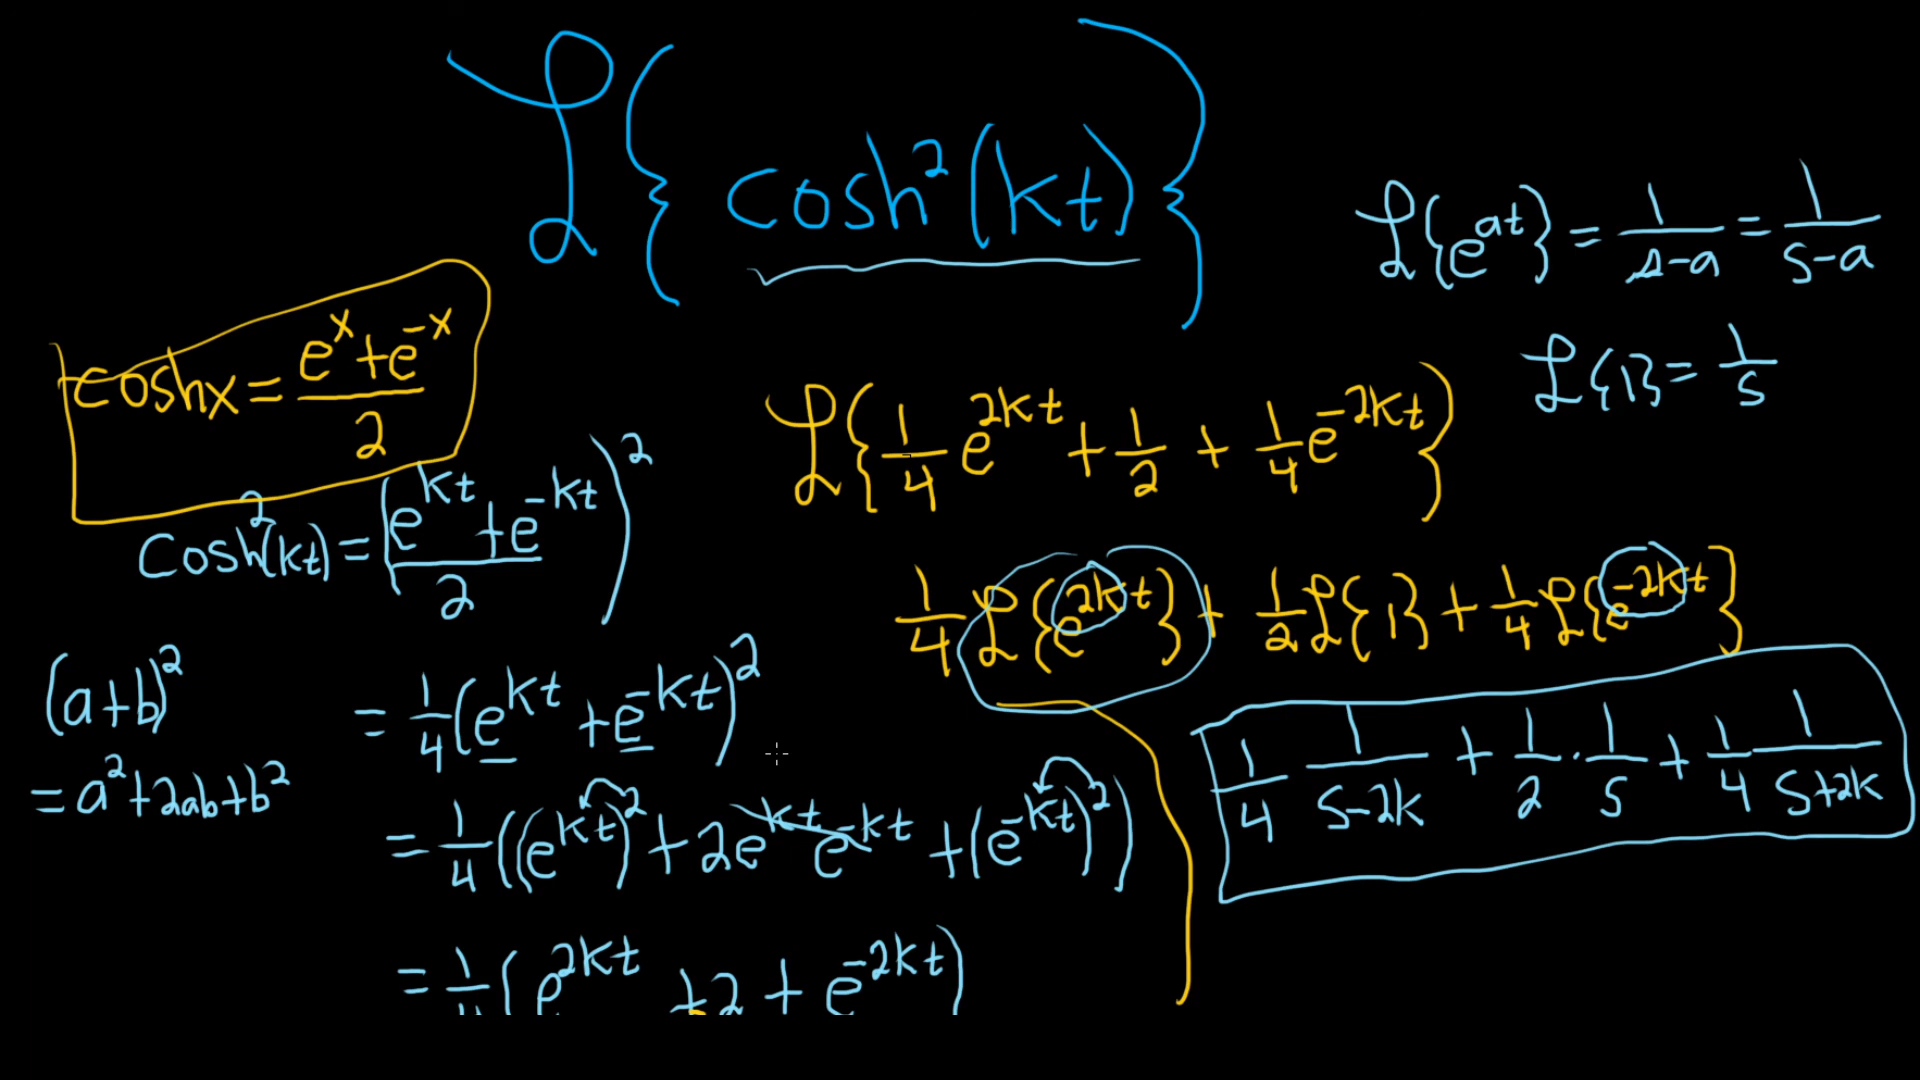 ℒ{cosh²(kt)}
ℒ{e^{at}} = 1/(s-a) = 1/(s-a)
ℒ{1} = 1/s
coshx = (e^x + e^{-x})/2
cosh²(kt) = ((e^{kt} + e^{-kt})/2)²
(a+b)²
= a² + 2ab + b²
= 1/4 (e^{kt} + e^{-kt})²
= 1/4 ((e^{kt})² + 2e^{kt}e^{-kt} + (e^{-kt})²)
= 1/4 (e^{2kt} + 2 + e^{-2kt})
ℒ{1/4 e^{2kt} + 1/2 + 1/4 e^{-2kt}}
1/4 ℒ{e^{2kt}} + 1/2 ℒ{1} + 1/4 ℒ{e^{-2kt}}
1/4 1/(s-2k) + 1/2 · 1/s + 1/4 1/(s+2k)